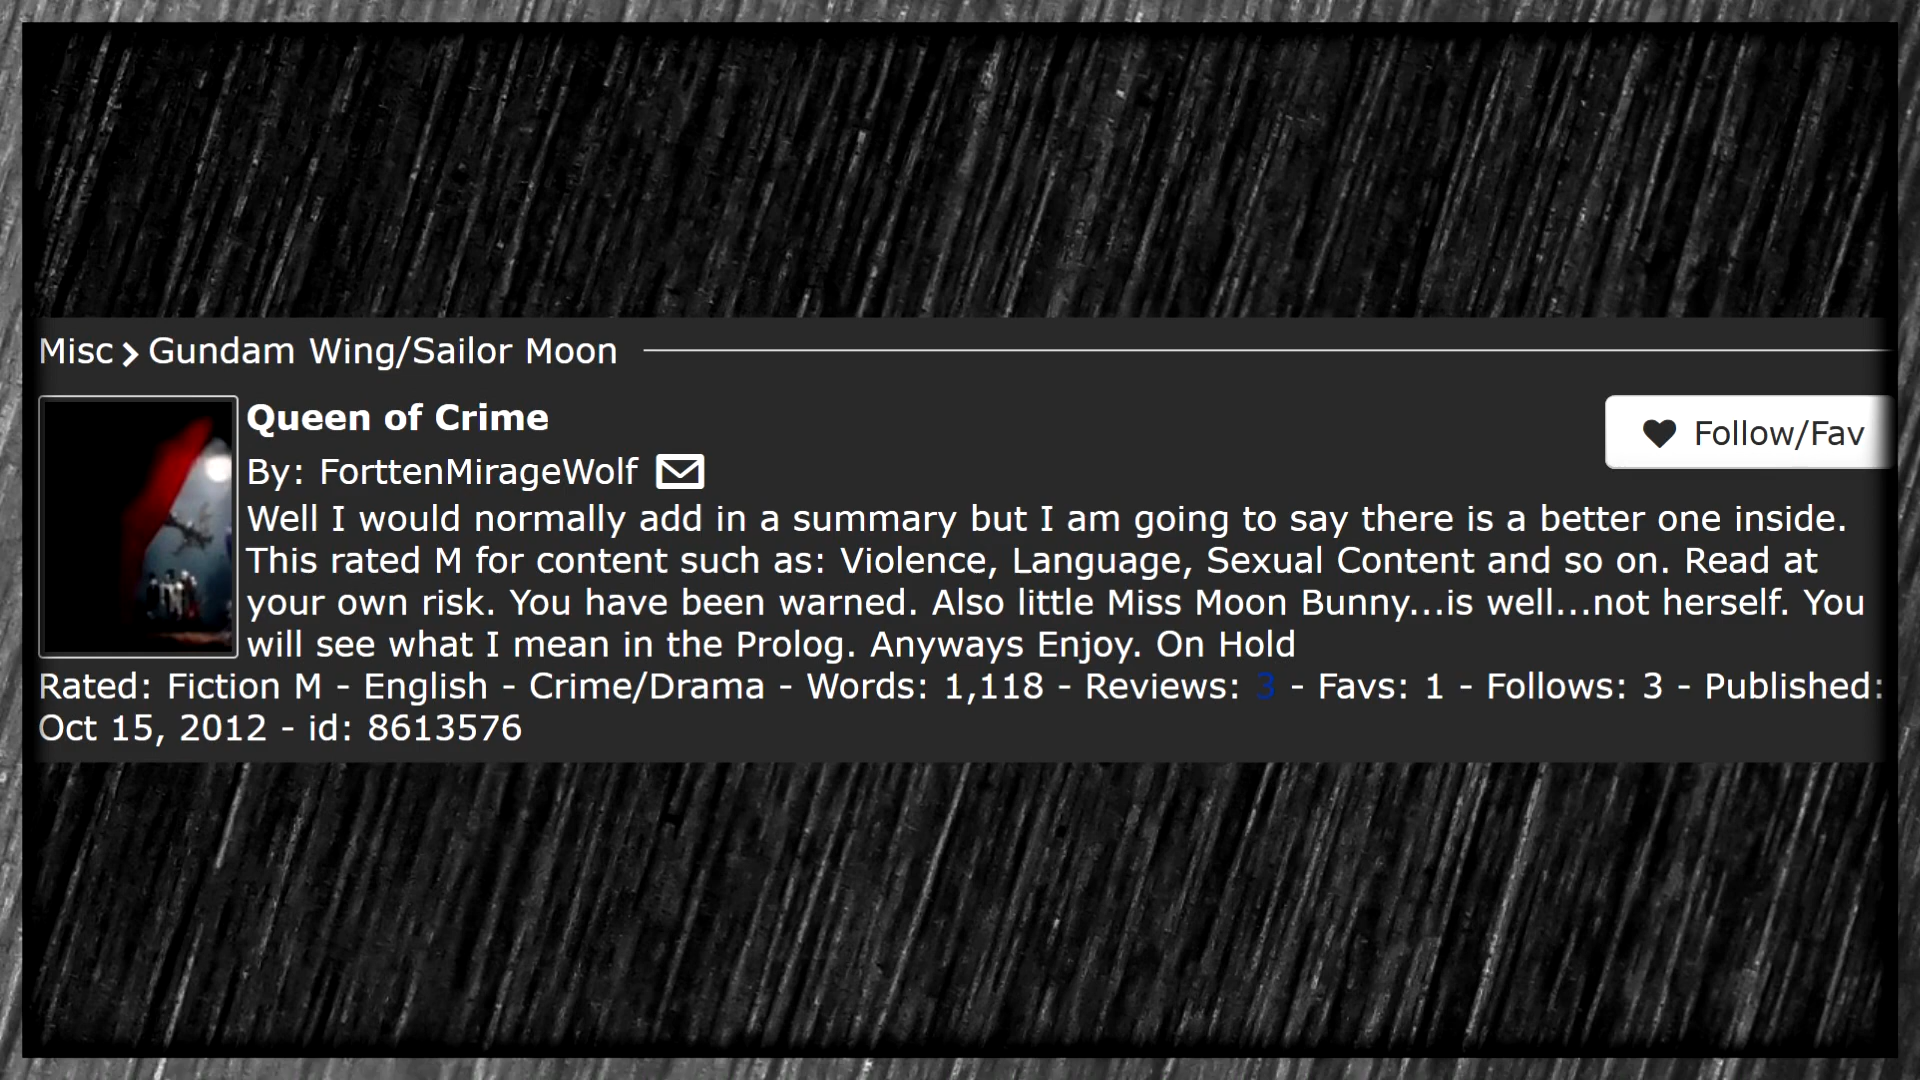 Misc > Gundam Wing/Sailor Moon
Queen of Crime
Follow/Fav
By: ForttenMirageWolf
Well I would normally add in a summary but I am going to say there is a better one inside.
This rated M for content such as: Violence, Language, Sexual Content and so on. Read at
your own risk. You have been warned. Also little Miss Moon Bunny...is well...not herself. You
will see what I mean in the Prolog. Anyways Enjoy. On Hold
Rated: Fiction M - English - Crime/Drama - Words: 1,118 - Reviews: 3 - Favs: 1 - Follows: 3 - Published:
Oct 15, 2012 - id: 8613576